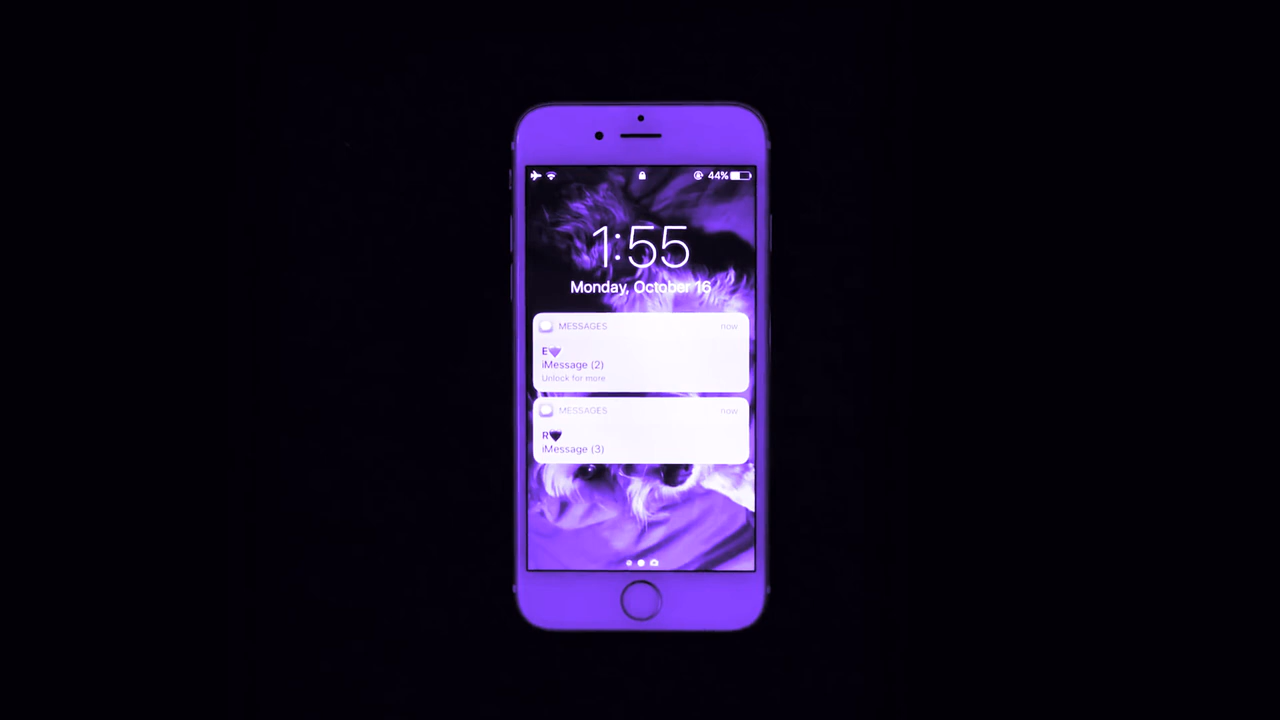 44%
1:55
Monday, October 16
MESSAGES now
E💜
iMessage (2)
Unlock for more
MESSAGES now
R🖤
iMessage (3)